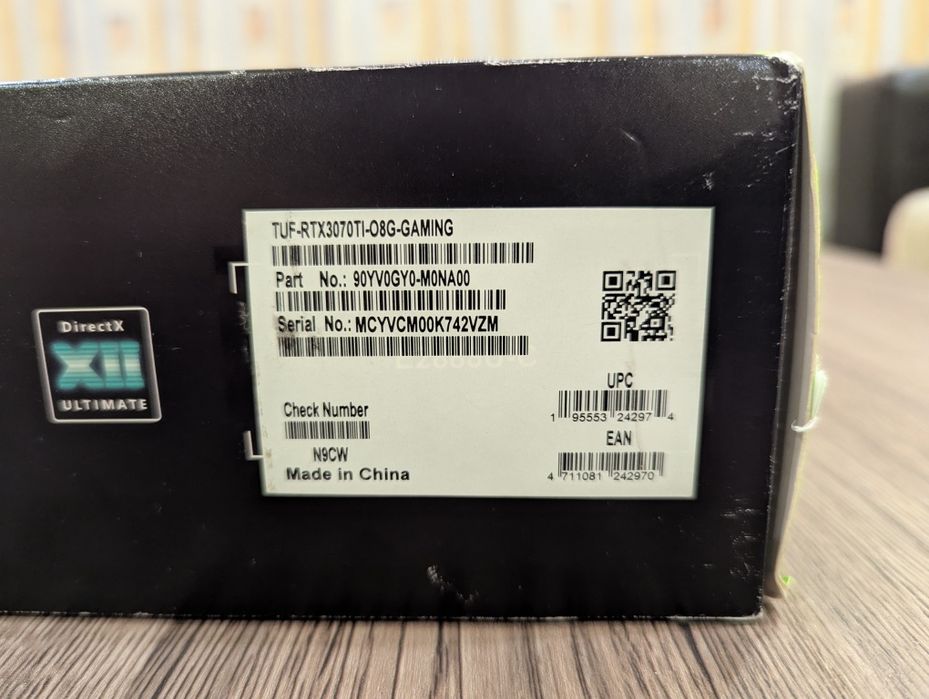 TUF-RTX3070TI-O8G-GAMING
Part No.: 90YV0GY0-M0NA00
Serial No.: MCYVCM00K742VZM
DirectX
XII
ULTIMATE
UPC
1 95553 24297 4
Check Number
EAN
N9CW
4 711081 242970
Made in China